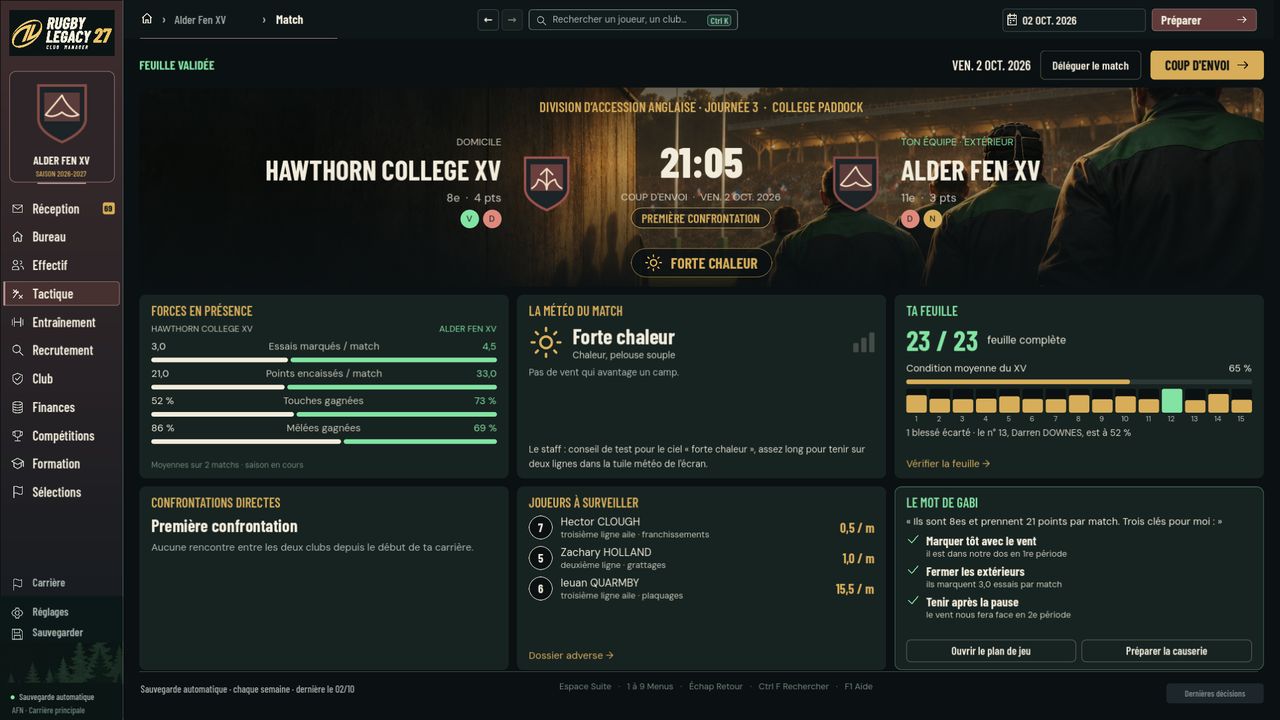 RUGBY
LEGACY 27
CLUB MANAGER
Alder Fen XV
Match
Rechercher un joueur, un club...
Ctrl K
02 OCT. 2026
Préparer
ALDER FEN XV
SAISON 2026-2027
Réception
69
Bureau
Effectif
Tactique
Entraînement
Recrutement
Club
Finances
Compétitions
Formation
Sélections
Carrière
Réglages
Sauvegarder
Sauvegarde automatique
AFN · Carrière principale
FEUILLE VALIDÉE
VEN. 2 OCT. 2026
Déléguer le match
COUP D'ENVOI
DIVISION D'ACCESSION ANGLAISE · JOURNÉE 3 · COLLEGE PADDOCK
DOMICILE
HAWTHORN COLLEGE XV
8e · 4 pts
V D
21:05
COUP D'ENVOI · VEN. 2 OCT. 2026
PREMIÈRE CONFRONTATION
FORTE CHALEUR
TON ÉQUIPE · EXTÉRIEUR
ALDER FEN XV
11e · 3 pts
D N
FORCES EN PRÉSENCE
HAWTHORN COLLEGE XV ALDER FEN XV
3,0 Essais marqués / match 4,5
21,0 Points encaissés / match 33,0
52 % Touches gagnées 73 %
86 % Mêlées gagnées 69 %
Moyennes sur 2 matchs · saison en cours
LA MÉTÉO DU MATCH
Forte chaleur
Chaleur, pelouse souple
Pas de vent qui avantage un camp.
Le staff : conseil de test pour le ciel « forte chaleur », assez long pour tenir sur
deux lignes dans la tuile météo de l'écran.
TA FEUILLE
23 / 23 feuille complète
Condition moyenne du XV 65 %
1 2 3 4 5 6 7 8 9 10 11 12 13 14 15
1 blessé écarté · le n° 13, Darren DOWNES, est à 52 %
Vérifier la feuille →
CONFRONTATIONS DIRECTES
Première confrontation
Aucune rencontre entre les deux clubs depuis le début de ta carrière.
JOUEURS À SURVEILLER
7 Hector CLOUGH 0,5 / m
troisième ligne aile · franchissements
5 Zachary HOLLAND 1,0 / m
deuxième ligne · grattages
6 Ieuan QUARMBY 15,5 / m
troisième ligne aile · plaquages
Dossier adverse →
LE MOT DE GABI
« Ils sont 8es et prennent 21 points par match. Trois clés pour moi : »
Marquer tôt avec le vent
il est dans notre dos en 1re période
Fermer les extérieurs
ils marquent 3,0 essais par match
Tenir après la pause
le vent nous fera face en 2e période
Ouvrir le plan de jeu
Préparer la causerie
Sauvegarde automatique · chaque semaine · dernière le 02/10
Espace Suite · 1 à 9 Menus · Échap Retour · Ctrl F Rechercher · F1 Aide
Dernières décisions